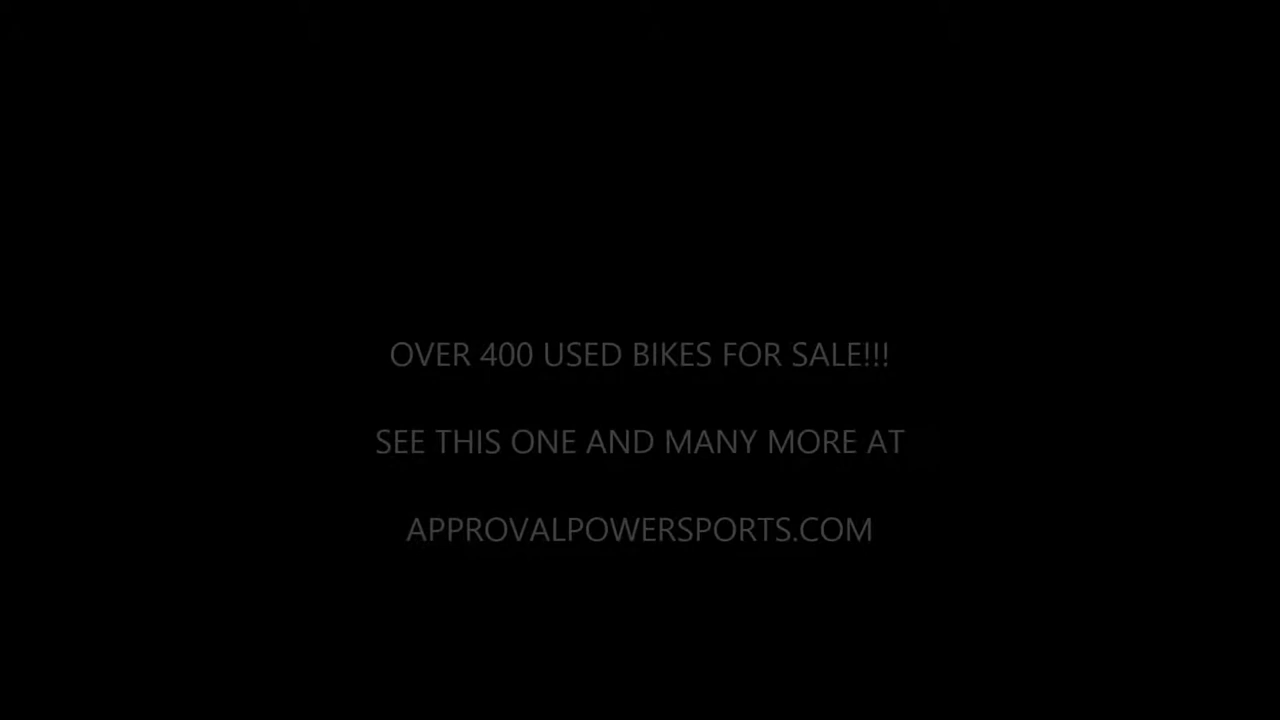 OVER 400 USED BIKES FOR SALE!!!
SEE THIS ONE AND MANY MORE AT
APPROVALPOWERSPORTS.COM